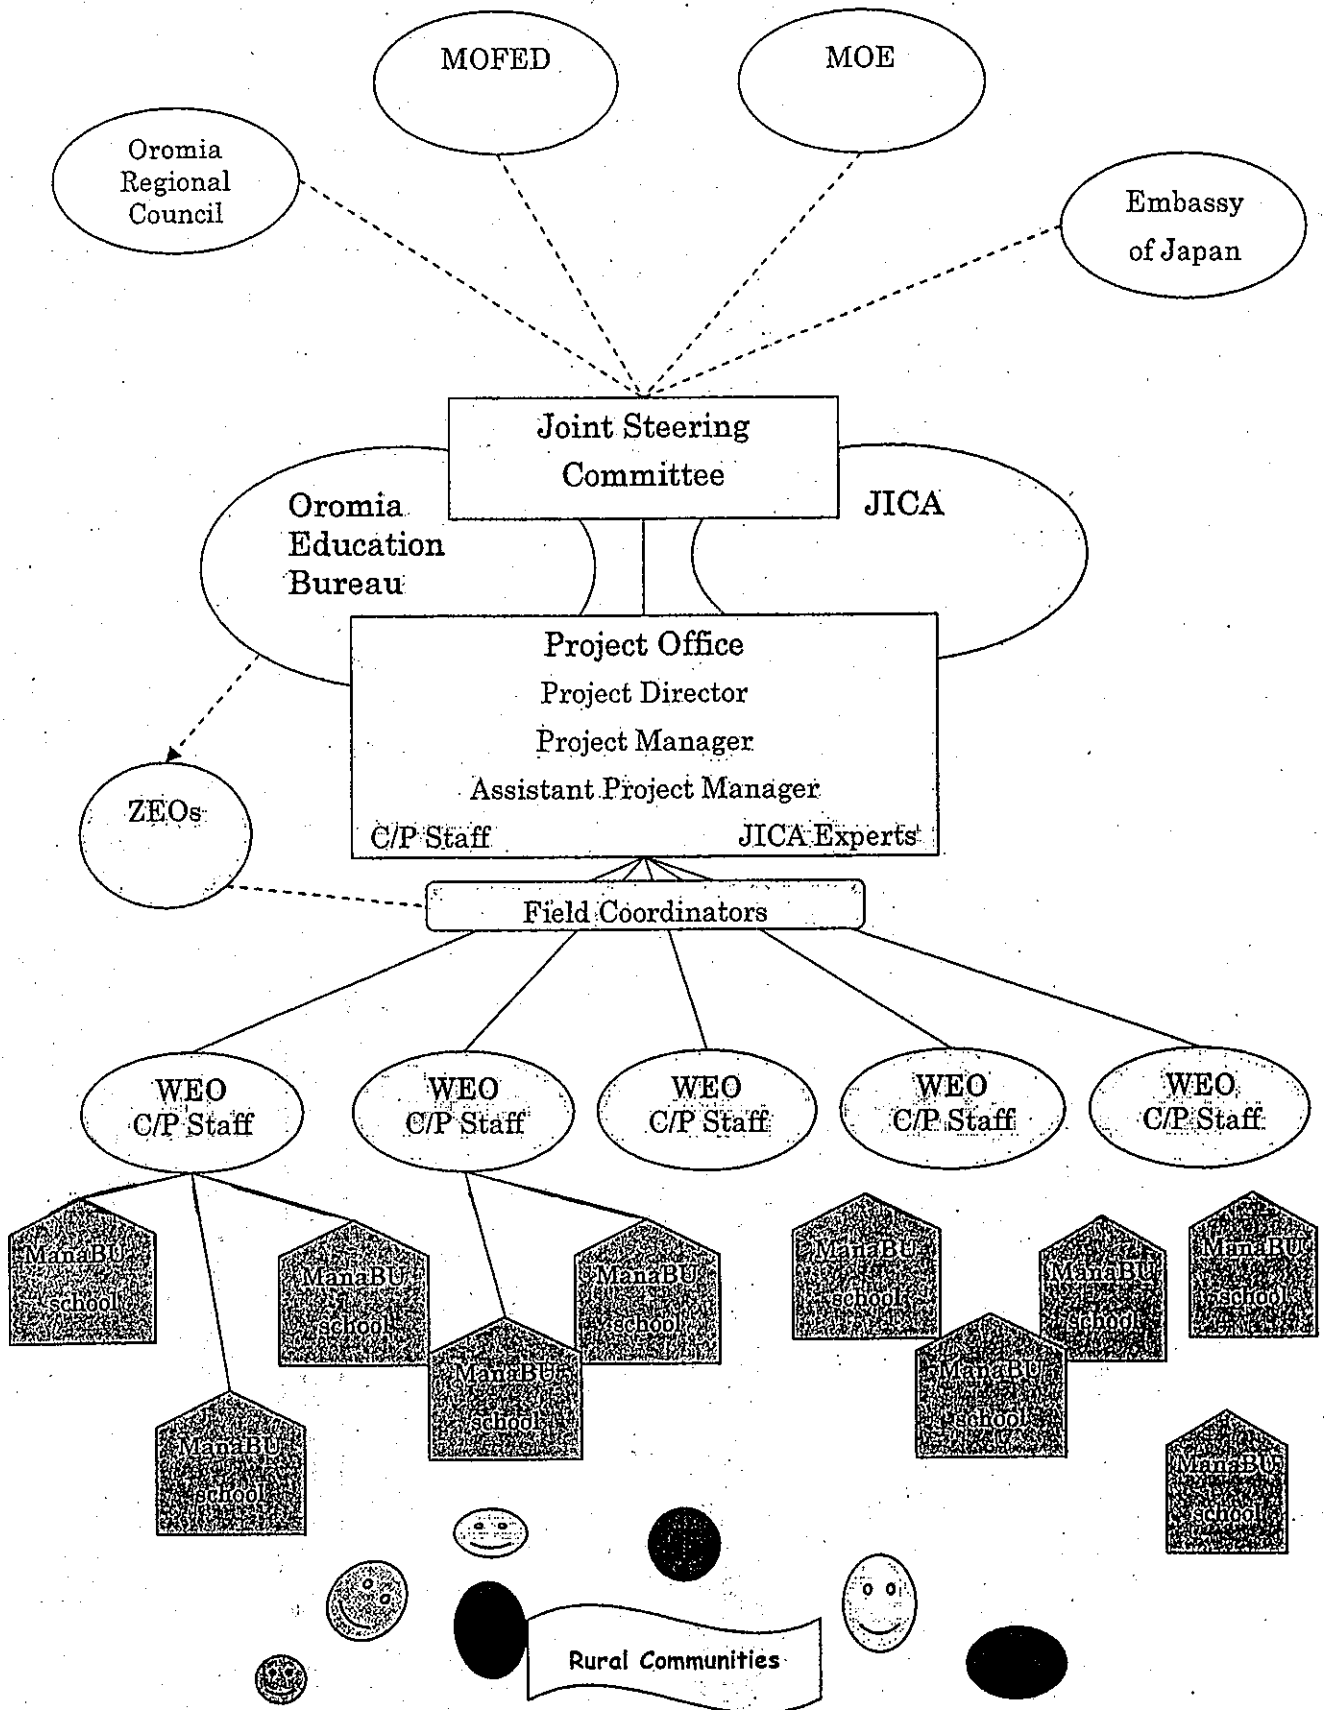 MOFED
MOE
Oromia
Regional
Council
Embassy
of Japan
Joint Steering
Committee
Oromia
Education
Bureau
JICA
Project Office
Project Director
Project Manager
Assistant Project Manager
C/P Staff
JICA Experts
ZEOs
Field Coordinators
WEO
C/P Staff
WEO
C/P Staff
WEO
C/P Staff
WEO
C/P Staff
WEO
C/P Staff
ManaBU
school
ManaBU
school
ManaBU
school
ManaBU
school
ManaBU
school
ManaBU
school
ManaBU
school
ManaBU
school
ManaBU
school
ManaBU
school
Rural Communities